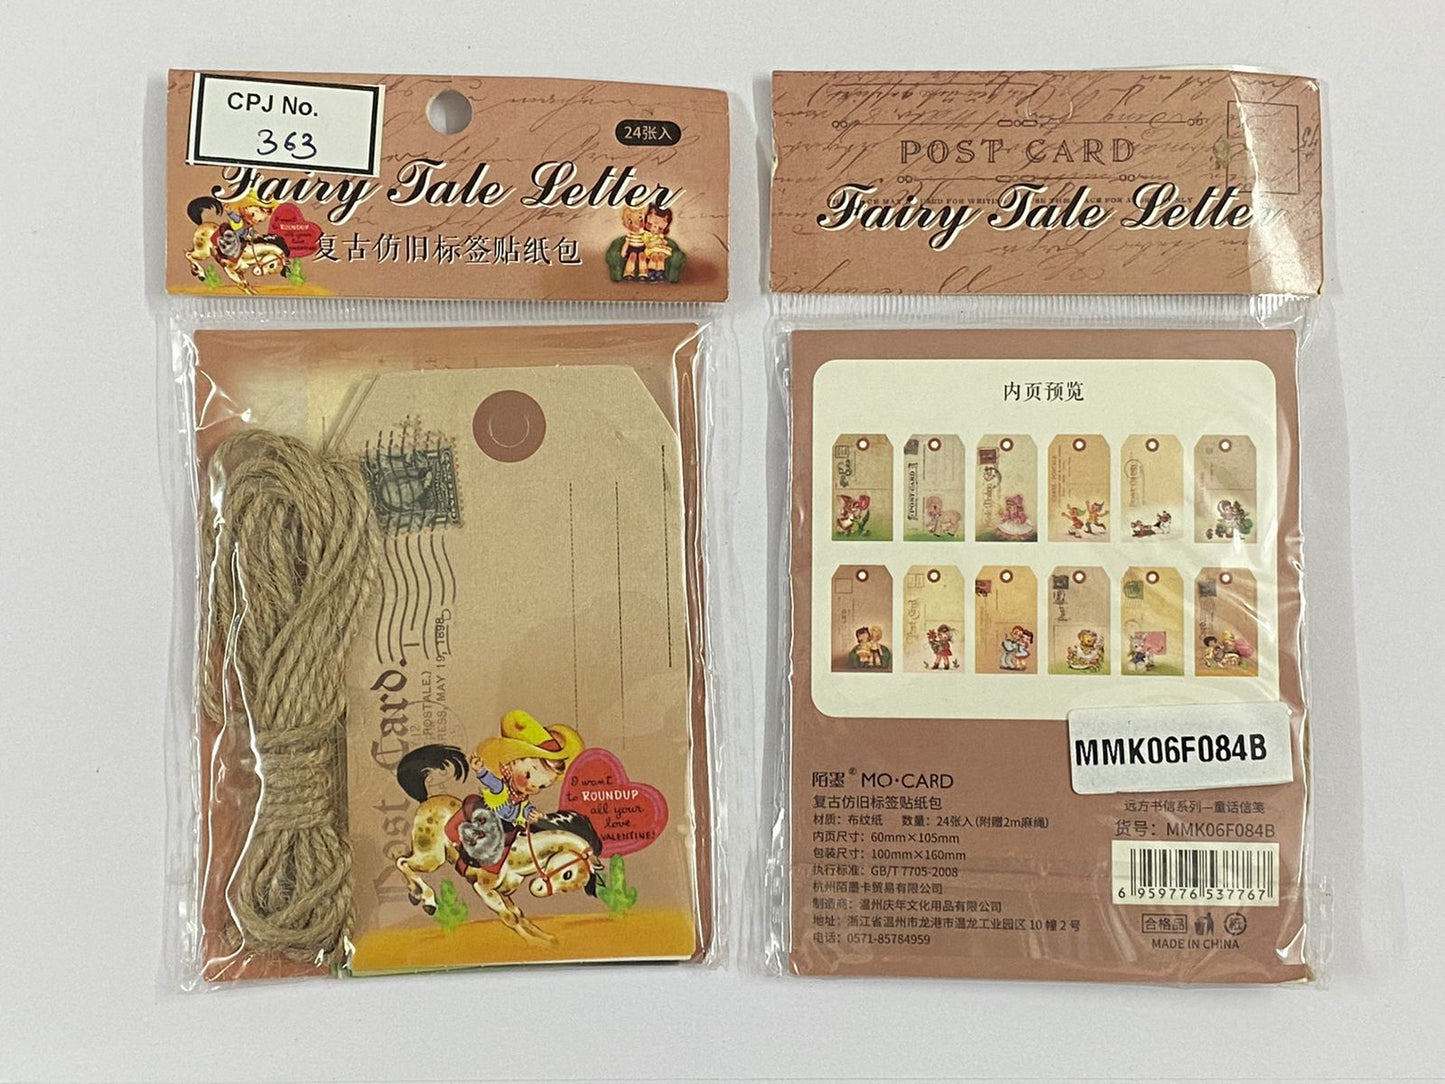 CPJ No.
363
24张入
Fairy Tale Letter
复古仿旧标签贴纸包
Post Card.
MAY 19, 1898
I want
to ROUNDUP
all your
love,
VALENTINE!
POST CARD
Fairy Tale Letter
内页预览
MMK06F084B
陌墨® MO·CARD
复古仿旧标签贴纸包
材质：布纹纸 数量：24张入(附赠2m麻绳)
内页尺寸：60mm×105mm
包装尺寸：100mm×160mm
执行标准：GB/T 7705-2008
杭州陌墨卡贸易有限公司
制造商：温州庆年文化用品有限公司
地址：浙江省温州市龙港市温龙工业园区10幢2号
电话：0571-85784959
远方书信系列—童话信笺
货号：MMK06F084B
6 959776 537767
合格品 紙
MADE IN CHINA